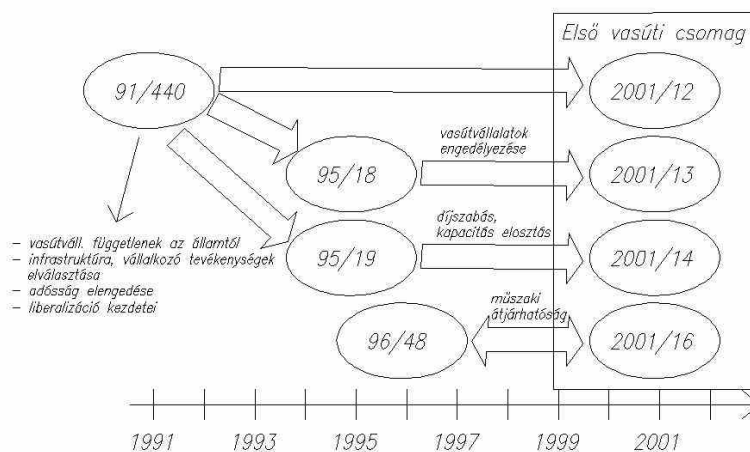 Első vasúti csomag
91/440
2001/12
vasútvállalatok
engedélyezése
95/18
2001/13
díjszabás,
kapacitás elosztás
95/19
2001/14
- vasútváll. függetlenek az államtól
- infrastruktúra, vállalkozó tevékenységek
elválasztása
- adósság elengedése
- liberalizáció kezdetei
műszaki
átjárhatóság
96/48
2001/16
1991 1993 1995 1997 1999 2001